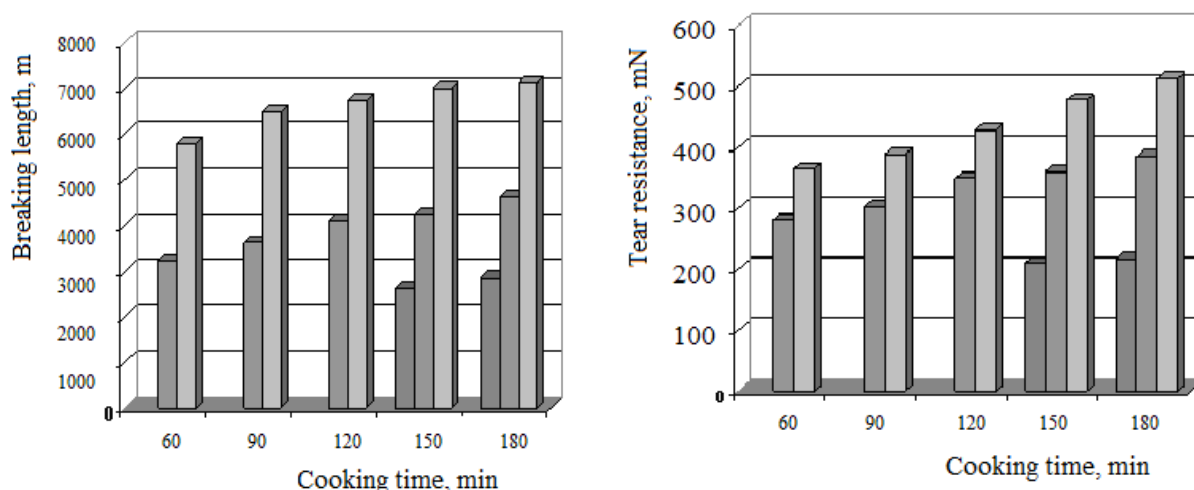 Breaking length, m
8000
7000
6000
5000
4000
3000
2000
1000
0
60 90 120 150 180
Cooking time, min
Tear resistance, mN
600
500
400
300
200
100
0
60 90 120 150 180
Cooking time, min